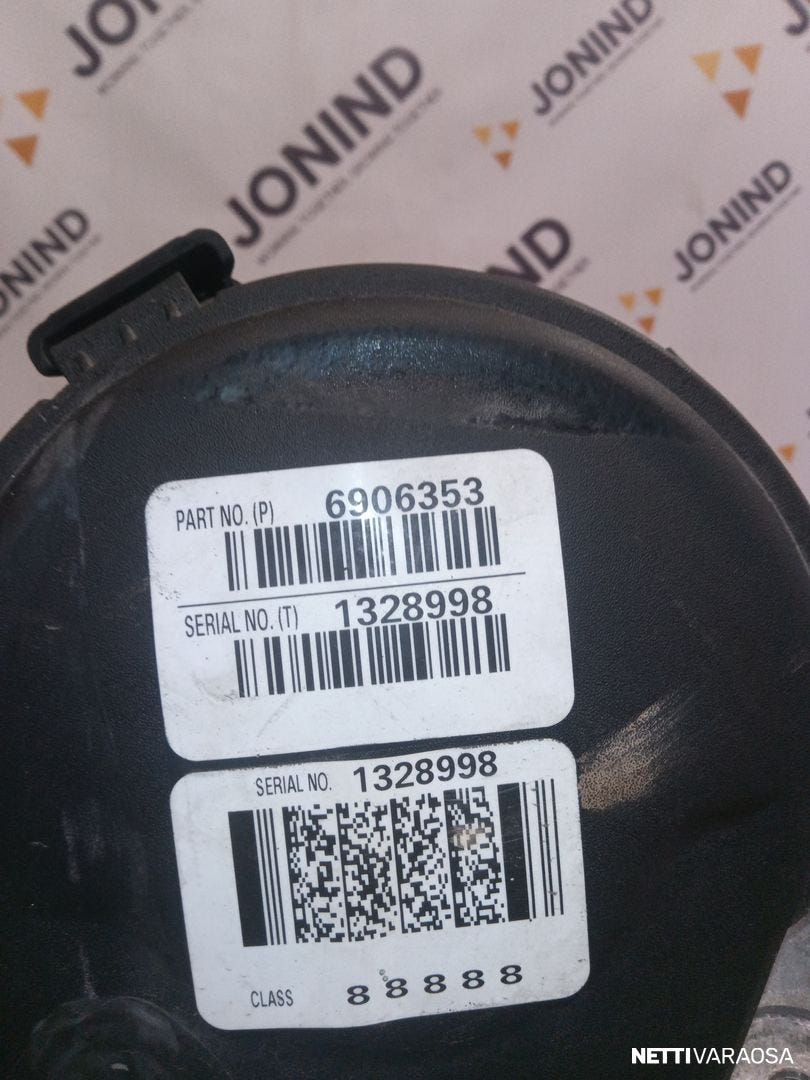 JONIND
JONIND
JONIND
JONIND
JONIND
PART NO. (P) 6906353
SERIAL NO. (T) 1328998
SERIAL NO. 1328998
CLASS 88888
NETTIVARAOSA